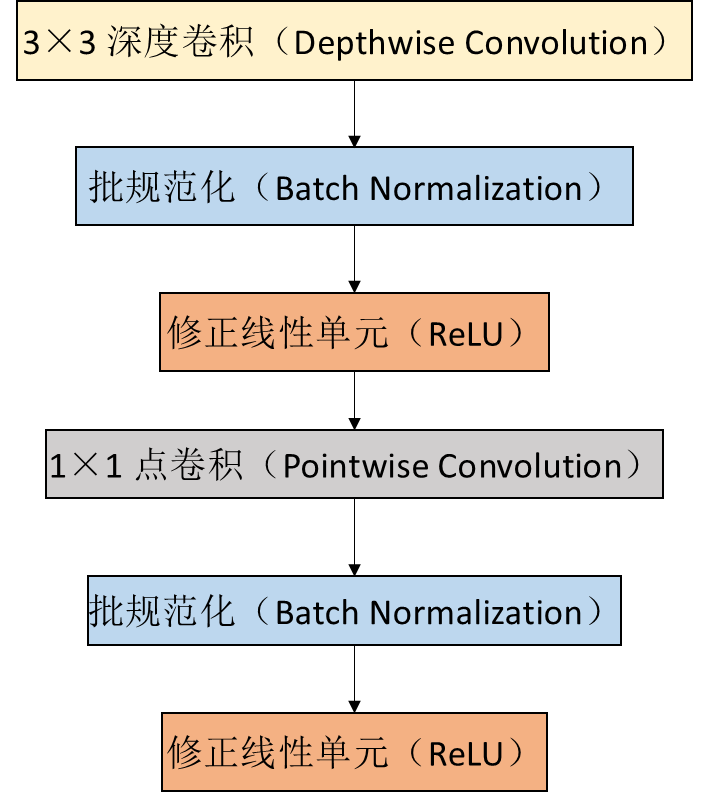 3×3 深度卷积（Depthwise Convolution）
批规范化（Batch Normalization）
修正线性单元（ReLU）
1×1 点卷积（Pointwise Convolution）
批规范化（Batch Normalization）
修正线性单元（ReLU）